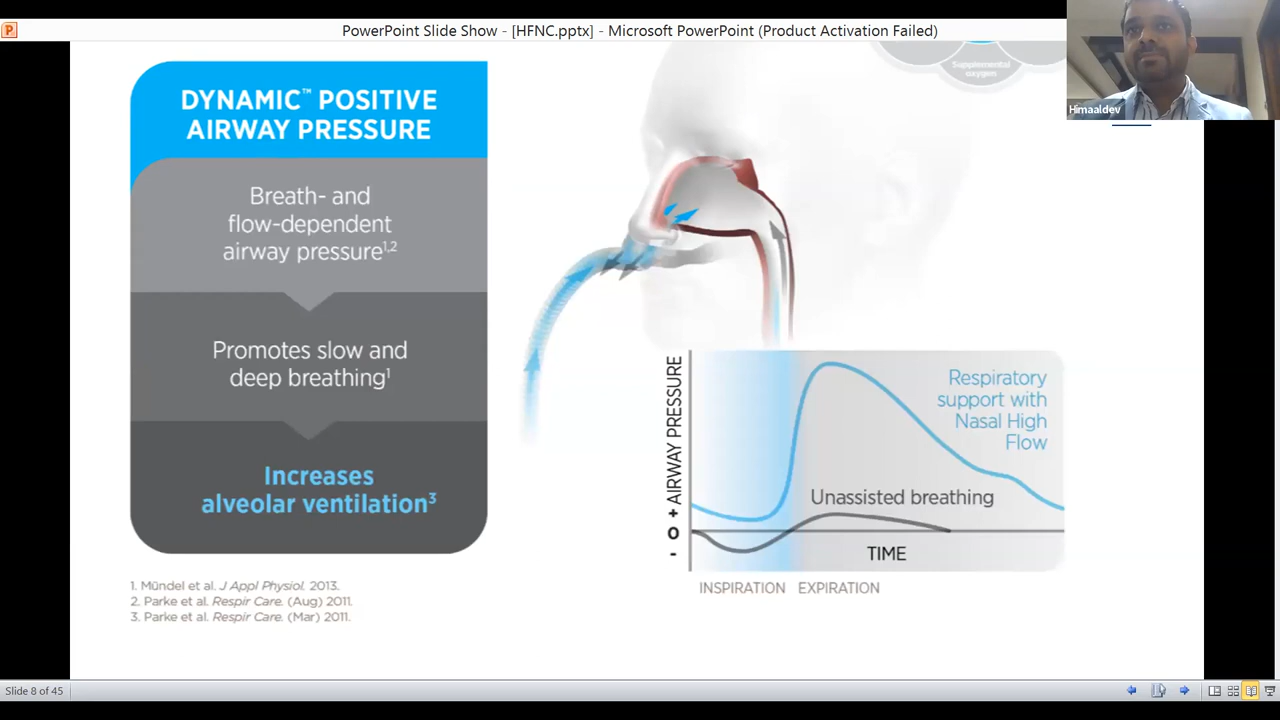 PowerPoint Slide Show - [HFNC.pptx] - Microsoft PowerPoint (Product Activation Failed)
Supplemental
oxygen
Himaaldev
DYNAMIC™ POSITIVE
AIRWAY PRESSURE
Breath- and
flow-dependent
airway pressure1,2
Promotes slow and
deep breathing1
Increases
alveolar ventilation3
1. Mündel et al. J Appl Physiol. 2013.
2. Parke et al. Respir Care. (Aug) 2011.
3. Parke et al. Respir Care. (Mar) 2011.
- 0 + AIRWAY PRESSURE
Respiratory
support with
Nasal High
Flow
Unassisted breathing
TIME
INSPIRATION EXPIRATION
Slide 8 of 45